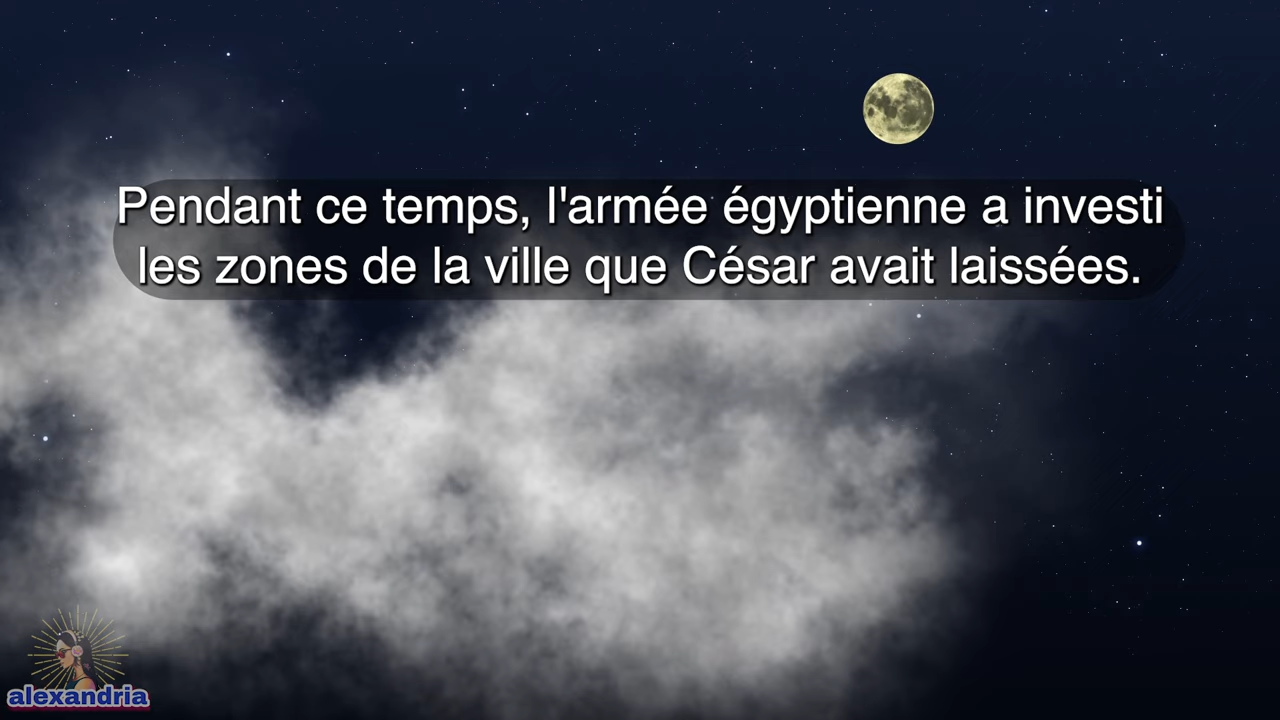 Pendant ce temps, l'armée égyptienne a investi
les zones de la ville que César avait laissées.
alexandria